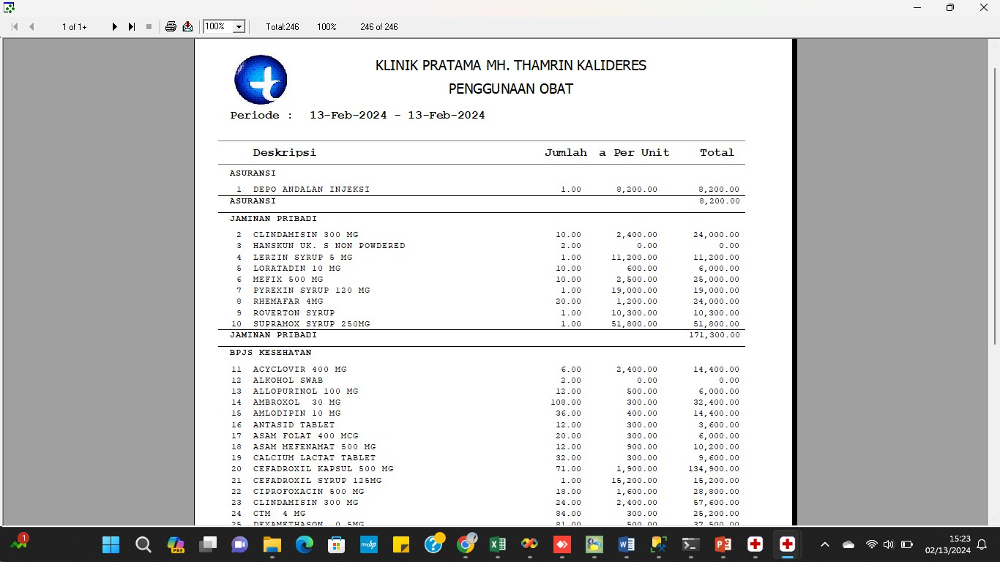 1 of 1+ 100% Total:246 100% 246 of 246
KLINIK PRATAMA MH. THAMRIN KALIDERES
PENGGUNAAN OBAT
Periode : 13-Feb-2024 - 13-Feb-2024
Deskripsi Jumlah a Per Unit Total
ASURANSI
1 DEPO ANDALAN INJEKSI 1.00 8,200.00 8,200.00
ASURANSI 8,200.00
JAMINAN PRIBADI
2 CLINDAMISIN 300 MG 10.00 2,400.00 24,000.00
3 HANSKUN UK. S NON POWDERED 2.00 0.00 0.00
4 LERZIN SYRUP 5 MG 1.00 11,200.00 11,200.00
5 LORATADIN 10 MG 10.00 600.00 6,000.00
6 MEFIX 500 MG 10.00 2,500.00 25,000.00
7 PYREXIN SYRUP 120 MG 1.00 19,000.00 19,000.00
8 RHEMAFAR 4MG 20.00 1,200.00 24,000.00
9 ROVERTON SYRUP 1.00 10,300.00 10,300.00
10 SUPRAMOX SYRUP 250MG 1.00 51,800.00 51,800.00
JAMINAN PRIBADI 171,300.00
BPJS KESEHATAN
11 ACYCLOVIR 400 MG 6.00 2,400.00 14,400.00
12 ALKOHOL SWAB 2.00 0.00 0.00
13 ALLOPURINOL 100 MG 12.00 500.00 6,000.00
14 AMBROXOL 30 MG 108.00 300.00 32,400.00
15 AMLODIPIN 10 MG 36.00 400.00 14,400.00
16 ANTASID TABLET 12.00 300.00 3,600.00
17 ASAM FOLAT 400 MCG 20.00 300.00 6,000.00
18 ASAM MEFENAMAT 500 MG 12.00 900.00 10,200.00
19 CALCIUM LACTAT TABLET 32.00 300.00 9,600.00
20 CEFADROXIL KAPSUL 500 MG 71.00 1,900.00 134,900.00
21 CEFADROXIL SYRUP 125MG 1.00 15,200.00 15,200.00
22 CIPROFOXACIN 500 MG 18.00 1,600.00 28,800.00
23 CLINDAMISIN 300 MG 24.00 2,400.00 57,600.00
24 CTM 4 MG 84.00 300.00 25,200.00
25 DEXAMETHASON 0.5MG 81.00 500.00 37,500.00
1 PRE myhp ? 15:23
02/13/2024